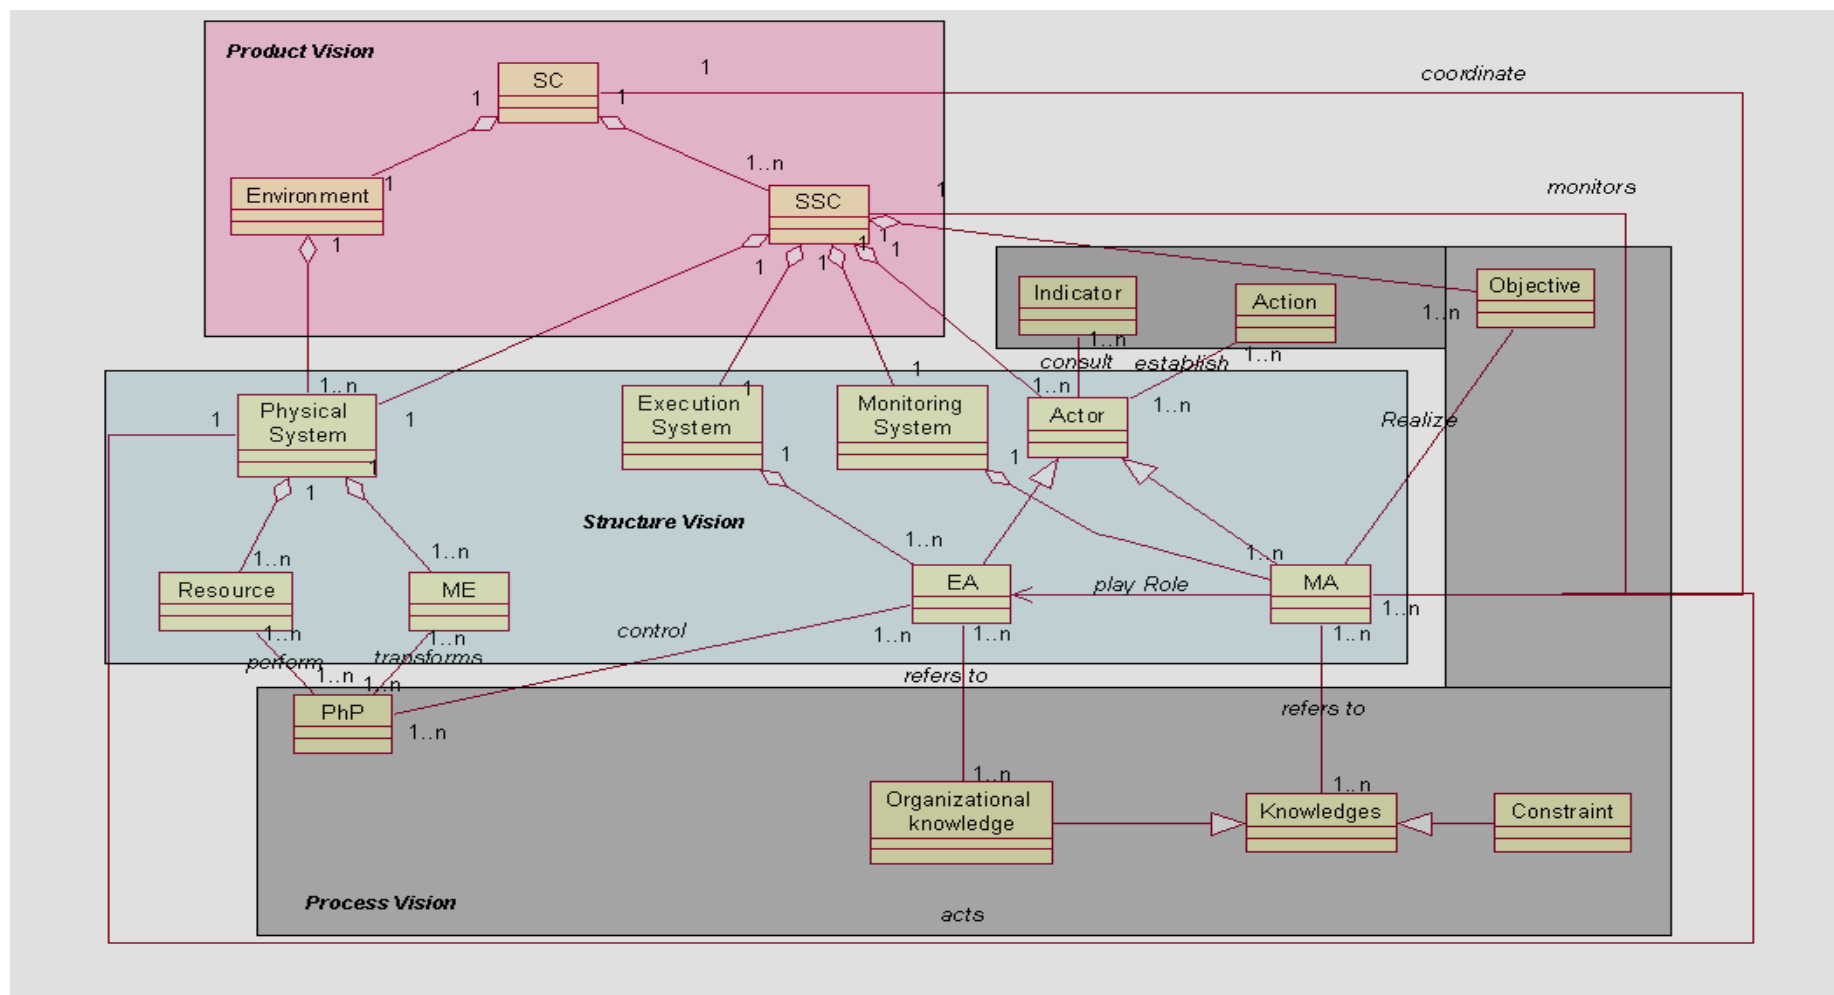 Product Vision
SC
1
coordinate
1
1
Environment
1
1..n
SSC
1
monitors
1
1
1
1
1
1
Indicator
Action
Objective
1..n
1..n
consult
establish
1..n
1..n
1
1
Physical
System
1
Execution
System
1
Monitoring
System
1
1..n
Actor
1..n
Realize
1
1
1
1
Structure Vision
1..n
1..n
1..n
1..n
Resource
ME
EA
play Role
MA
1..n
1..n
1..n
control
1..n
1..n
1..n
perform
transforms
1..n
1..n
refers to
PhP
1..n
refers to
1..n
1..n
Organizational
knowledge
Knowledges
Constraint
Process Vision
acts